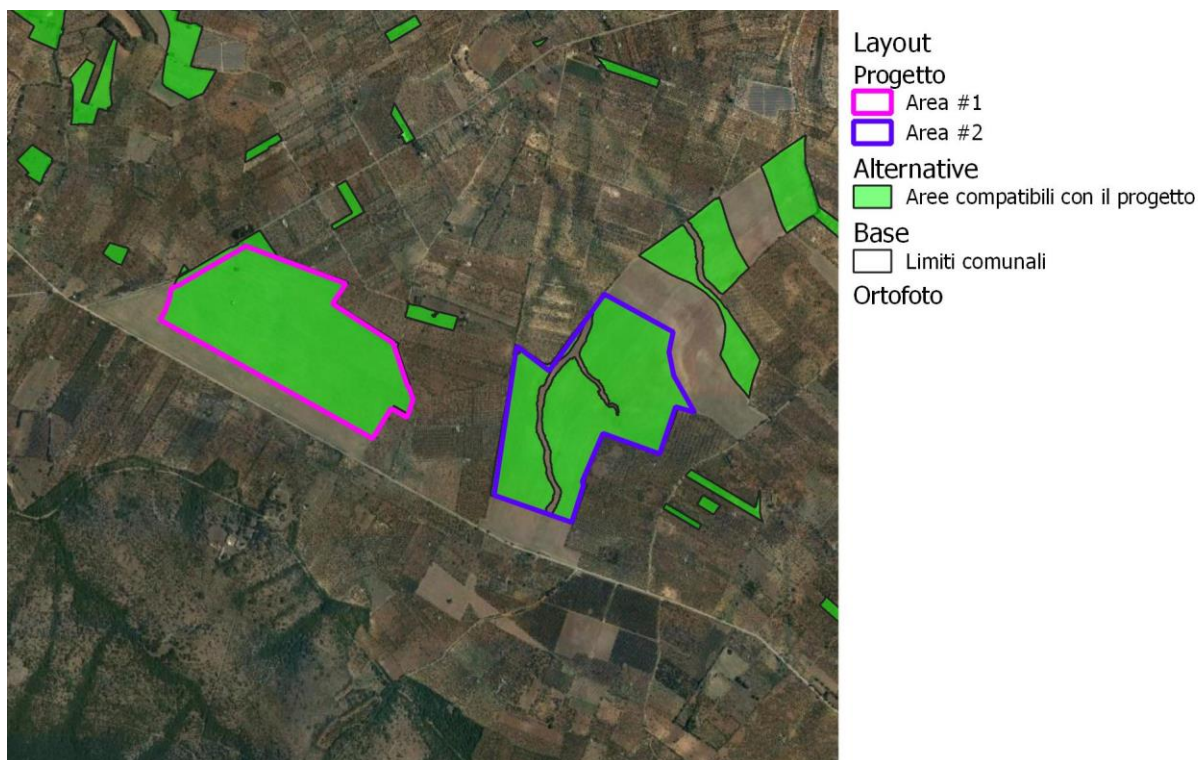 Layout
Progetto
Area #1
Area #2
Alternative
Aree compatibili con il progetto
Base
Limiti comunali
Ortofoto